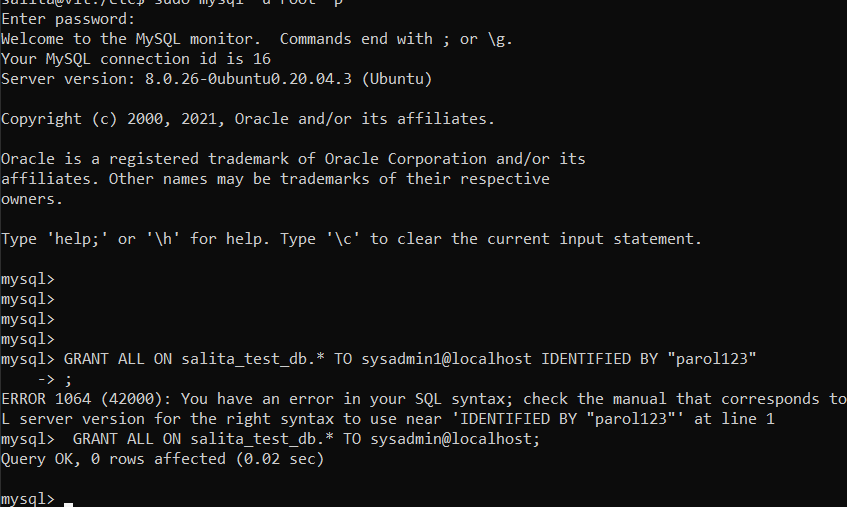 salita@vit:/etc$ sudo mysql -u root -p
Enter password:
Welcome to the MySQL monitor.  Commands end with ; or \g.
Your MySQL connection id is 16
Server version: 8.0.26-0ubuntu0.20.04.3 (Ubuntu)
Copyright (c) 2000, 2021, Oracle and/or its affiliates.
Oracle is a registered trademark of Oracle Corporation and/or its
affiliates. Other names may be trademarks of their respective
owners.
Type 'help;' or '\h' for help. Type '\c' to clear the current input statement.
mysql>
mysql>
mysql>
mysql>
mysql> GRANT ALL ON salita_test_db.* TO sysadmin1@localhost IDENTIFIED BY "parol123"
    -> ;
ERROR 1064 (42000): You have an error in your SQL syntax; check the manual that corresponds to
L server version for the right syntax to use near 'IDENTIFIED BY "parol123"' at line 1
mysql>  GRANT ALL ON salita_test_db.* TO sysadmin@localhost;
Query OK, 0 rows affected (0.02 sec)
mysql>